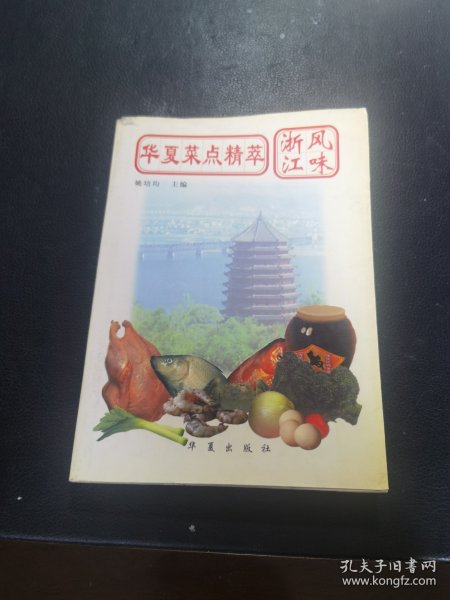 华夏菜点精萃
浙江风味
姚培均 主编
华夏出版社
孔夫子旧书网
www.kongfz.com